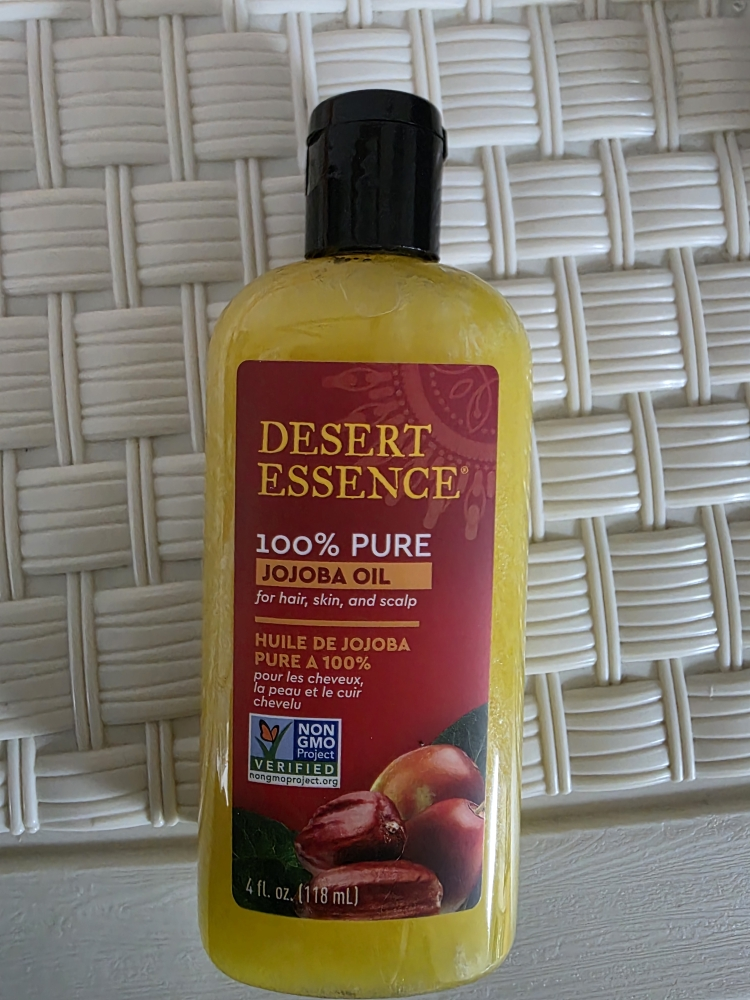 DESERT
ESSENCE®
100% PURE
JOJOBA OIL
for hair, skin, and scalp
HUILE DE JOJOBA
PURE A 100%
pour les cheveux,
la peau et le cuir
chevelu
NON
GMO
Project
VERIFIED
nongmoproject.org
4 fl. oz. (118 mL)